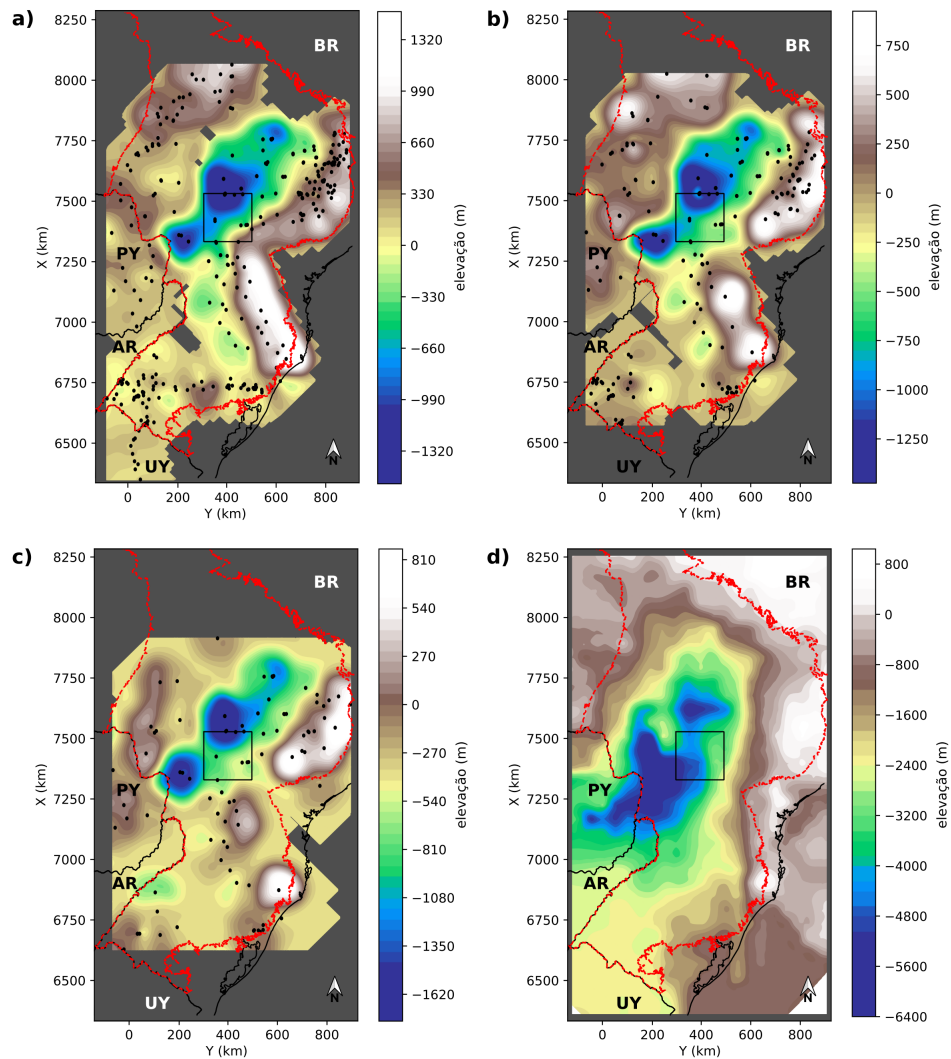 a)
8250
8000
7750
7500
7250
7000
6750
6500
X (km)
0
200
400
600
800
Y (km)
BR
PY
AR
UY
N
1320
990
660
330
0
−330
−660
−990
−1320
elevação (m)
b)
8250
8000
7750
7500
7250
7000
6750
6500
X (km)
0
200
400
600
800
Y (km)
BR
PY
AR
UY
N
750
500
250
0
−250
−500
−750
−1000
−1250
elevação (m)
c)
8250
8000
7750
7500
7250
7000
6750
6500
X (km)
0
200
400
600
800
Y (km)
BR
PY
AR
UY
N
810
540
270
0
−270
−540
−810
−1080
−1350
−1620
elevação (m)
d)
8250
8000
7750
7500
7250
7000
6750
6500
X (km)
0
200
400
600
800
Y (km)
BR
PY
AR
UY
N
800
0
−800
−1600
−2400
−3200
−4000
−4800
−5600
−6400
elevação (m)